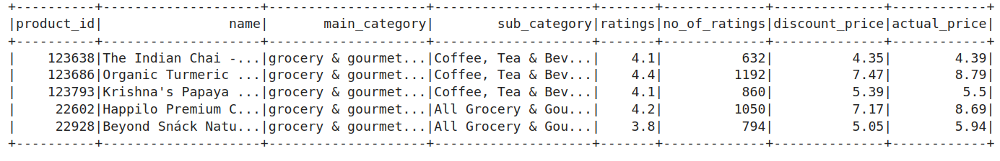 +----------+--------------------+--------------------+--------------------+-------+-------------+--------------+------------+
|product_id|                name|       main_category|        sub_category|ratings|no_of_ratings|discount_price|actual_price|
+----------+--------------------+--------------------+--------------------+-------+-------------+--------------+------------+
|    123638|The Indian Chai -...|grocery & gourmet...|Coffee, Tea & Bev...|    4.1|          632|          4.35|        4.39|
|    123686|Organic Turmeric ...|grocery & gourmet...|Coffee, Tea & Bev...|    4.4|         1192|          7.47|        8.79|
|    123793|Krishna's Papaya ...|grocery & gourmet...|Coffee, Tea & Bev...|    4.1|          860|          5.39|         5.5|
|     22602|Happilo Premium C...|grocery & gourmet...|All Grocery & Gou...|    4.2|         1050|          7.17|        8.69|
|     22928|Beyond Snáck Natu...|grocery & gourmet...|All Grocery & Gou...|    3.8|          794|          5.05|        5.94|
+----------+--------------------+--------------------+--------------------+-------+-------------+--------------+------------+